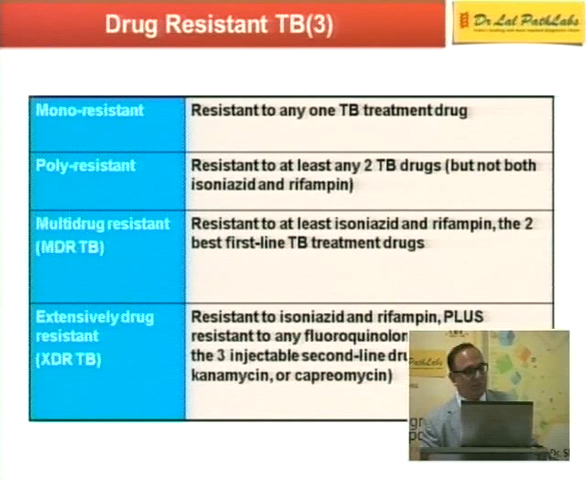 Drug Resistant TB(3)
Dr Lal PathLabs
Mono-resistant
Resistant to any one TB treatment drug
Poly-resistant
Resistant to at least any 2 TB drugs (but not both
isoniazid and rifampin)
Multidrug resistant
(MDR TB)
Resistant to at least isoniazid and rifampin, the 2
best first-line TB treatment drugs
Extensively drug
resistant
(XDR TB)
Resistant to isoniazid and rifampin, PLUS
resistant to any fluoroquinolon
the 3 injectable second-line dru
kanamycin, or capreomycin)
PathLabs
Dr. S